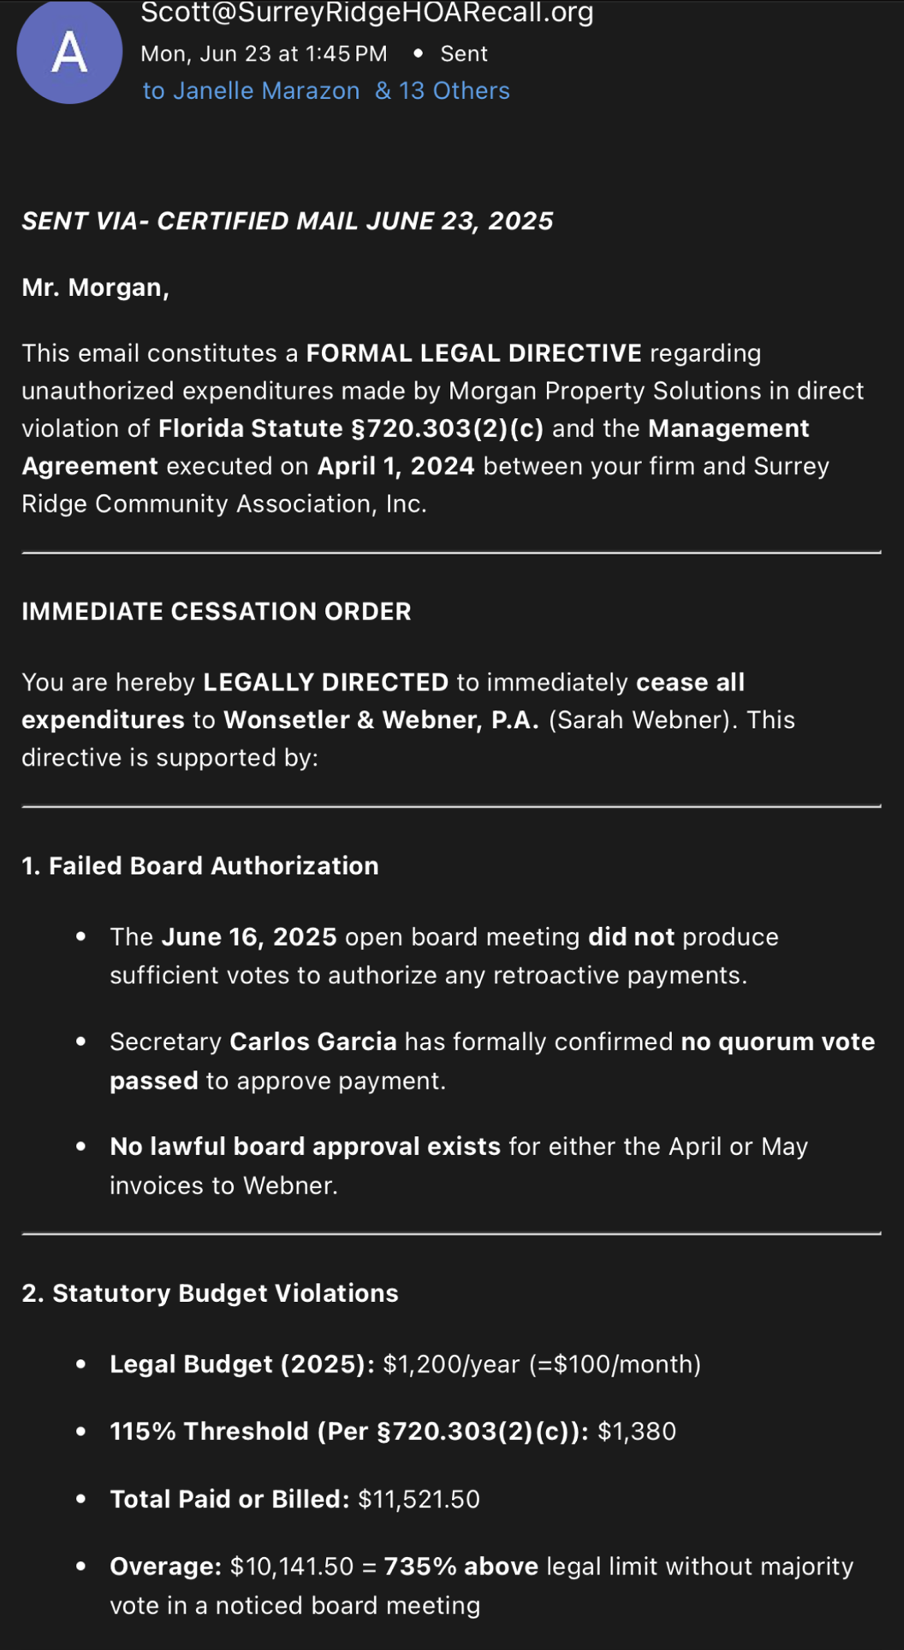 Scott@SurreyRidgeHOARecall.org
A
Mon, Jun 23 at 1:45 PM • Sent
to Janelle Marazon & 13 Others
SENT VIA- CERTIFIED MAIL JUNE 23, 2025
Mr. Morgan,
This email constitutes a FORMAL LEGAL DIRECTIVE regarding
unauthorized expenditures made by Morgan Property Solutions in direct
violation of Florida Statute §720.303(2)(c) and the Management
Agreement executed on April 1, 2024 between your firm and Surrey
Ridge Community Association, Inc.
IMMEDIATE CESSATION ORDER
You are hereby LEGALLY DIRECTED to immediately cease all
expenditures to Wonsetler & Webner, P.A. (Sarah Webner). This
directive is supported by:
1. Failed Board Authorization
• The June 16, 2025 open board meeting did not produce
sufficient votes to authorize any retroactive payments.
• Secretary Carlos Garcia has formally confirmed no quorum vote
passed to approve payment.
• No lawful board approval exists for either the April or May
invoices to Webner.
2. Statutory Budget Violations
• Legal Budget (2025): $1,200/year (=$100/month)
• 115% Threshold (Per §720.303(2)(c)): $1,380
• Total Paid or Billed: $11,521.50
• Overage: $10,141.50 = 735% above legal limit without majority
vote in a noticed board meeting